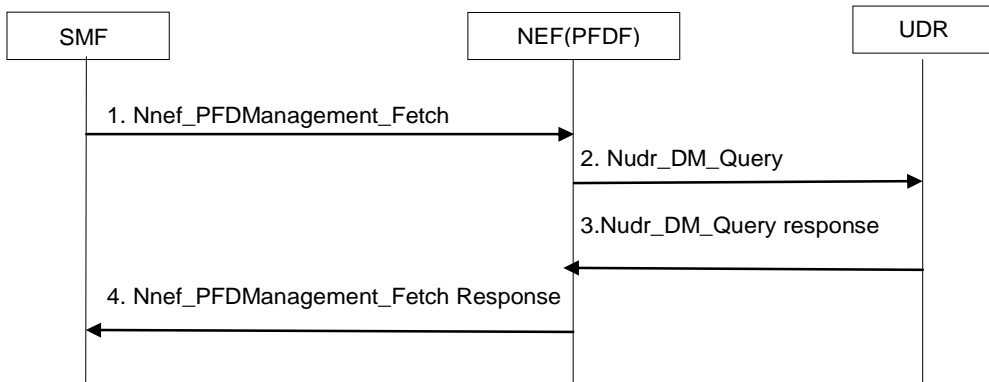 SMF
NEF(PFDF)
UDR
1. Nnef_PFDManagement_Fetch
2. Nudr_DM_Query
3.Nudr_DM_Query response
4. Nnef_PFDManagement_Fetch Response